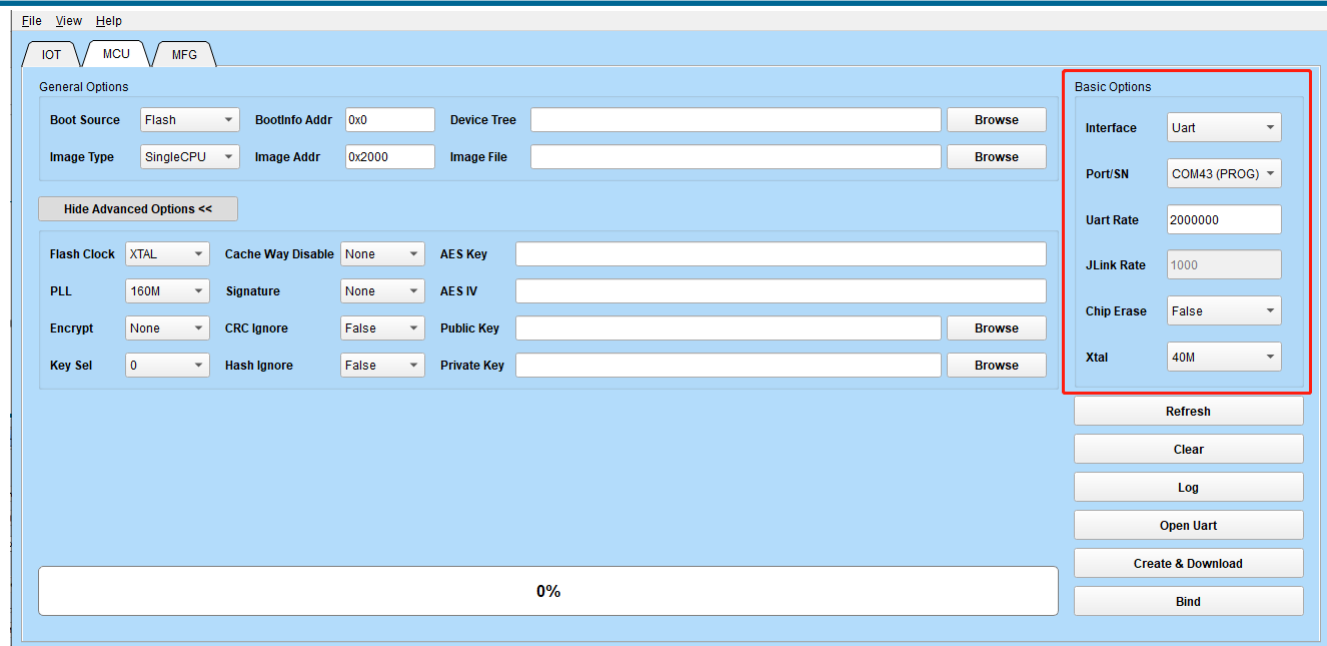 File View Help
IOT MCU MFG
General Options
Boot Source Flash BootInfo Addr 0x0 Device Tree Browse
Image Type SingleCPU Image Addr 0x2000 Image File Browse
Hide Advanced Options <<
Flash Clock XTAL Cache Way Disable None AES Key
PLL 160M Signature None AES IV
Encrypt None CRC Ignore False Public Key Browse
Key Sel 0 Hash Ignore False Private Key Browse
0%
Basic Options
Interface Uart
Port/SN COM43 (PROG)
Uart Rate 2000000
JLink Rate 1000
Chip Erase False
Xtal 40M
Refresh
Clear
Log
Open Uart
Create & Download
Bind